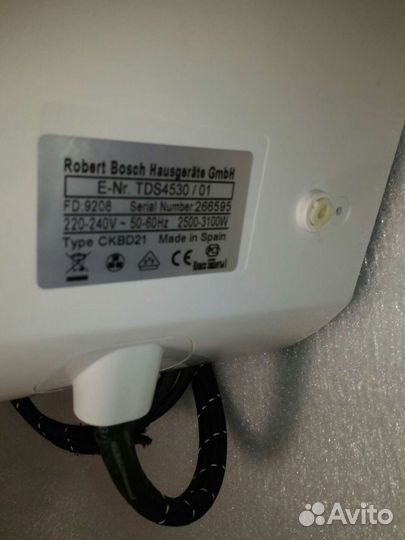 Robert Bosch Hausgeräte GmbH
E-Nr. TDS4530 / 01
FD:9208 Serial Number:266595
220-240V ~ 50-60Hz 2500-3100W
Type CKBD21 Made in Spain
CE
Avito